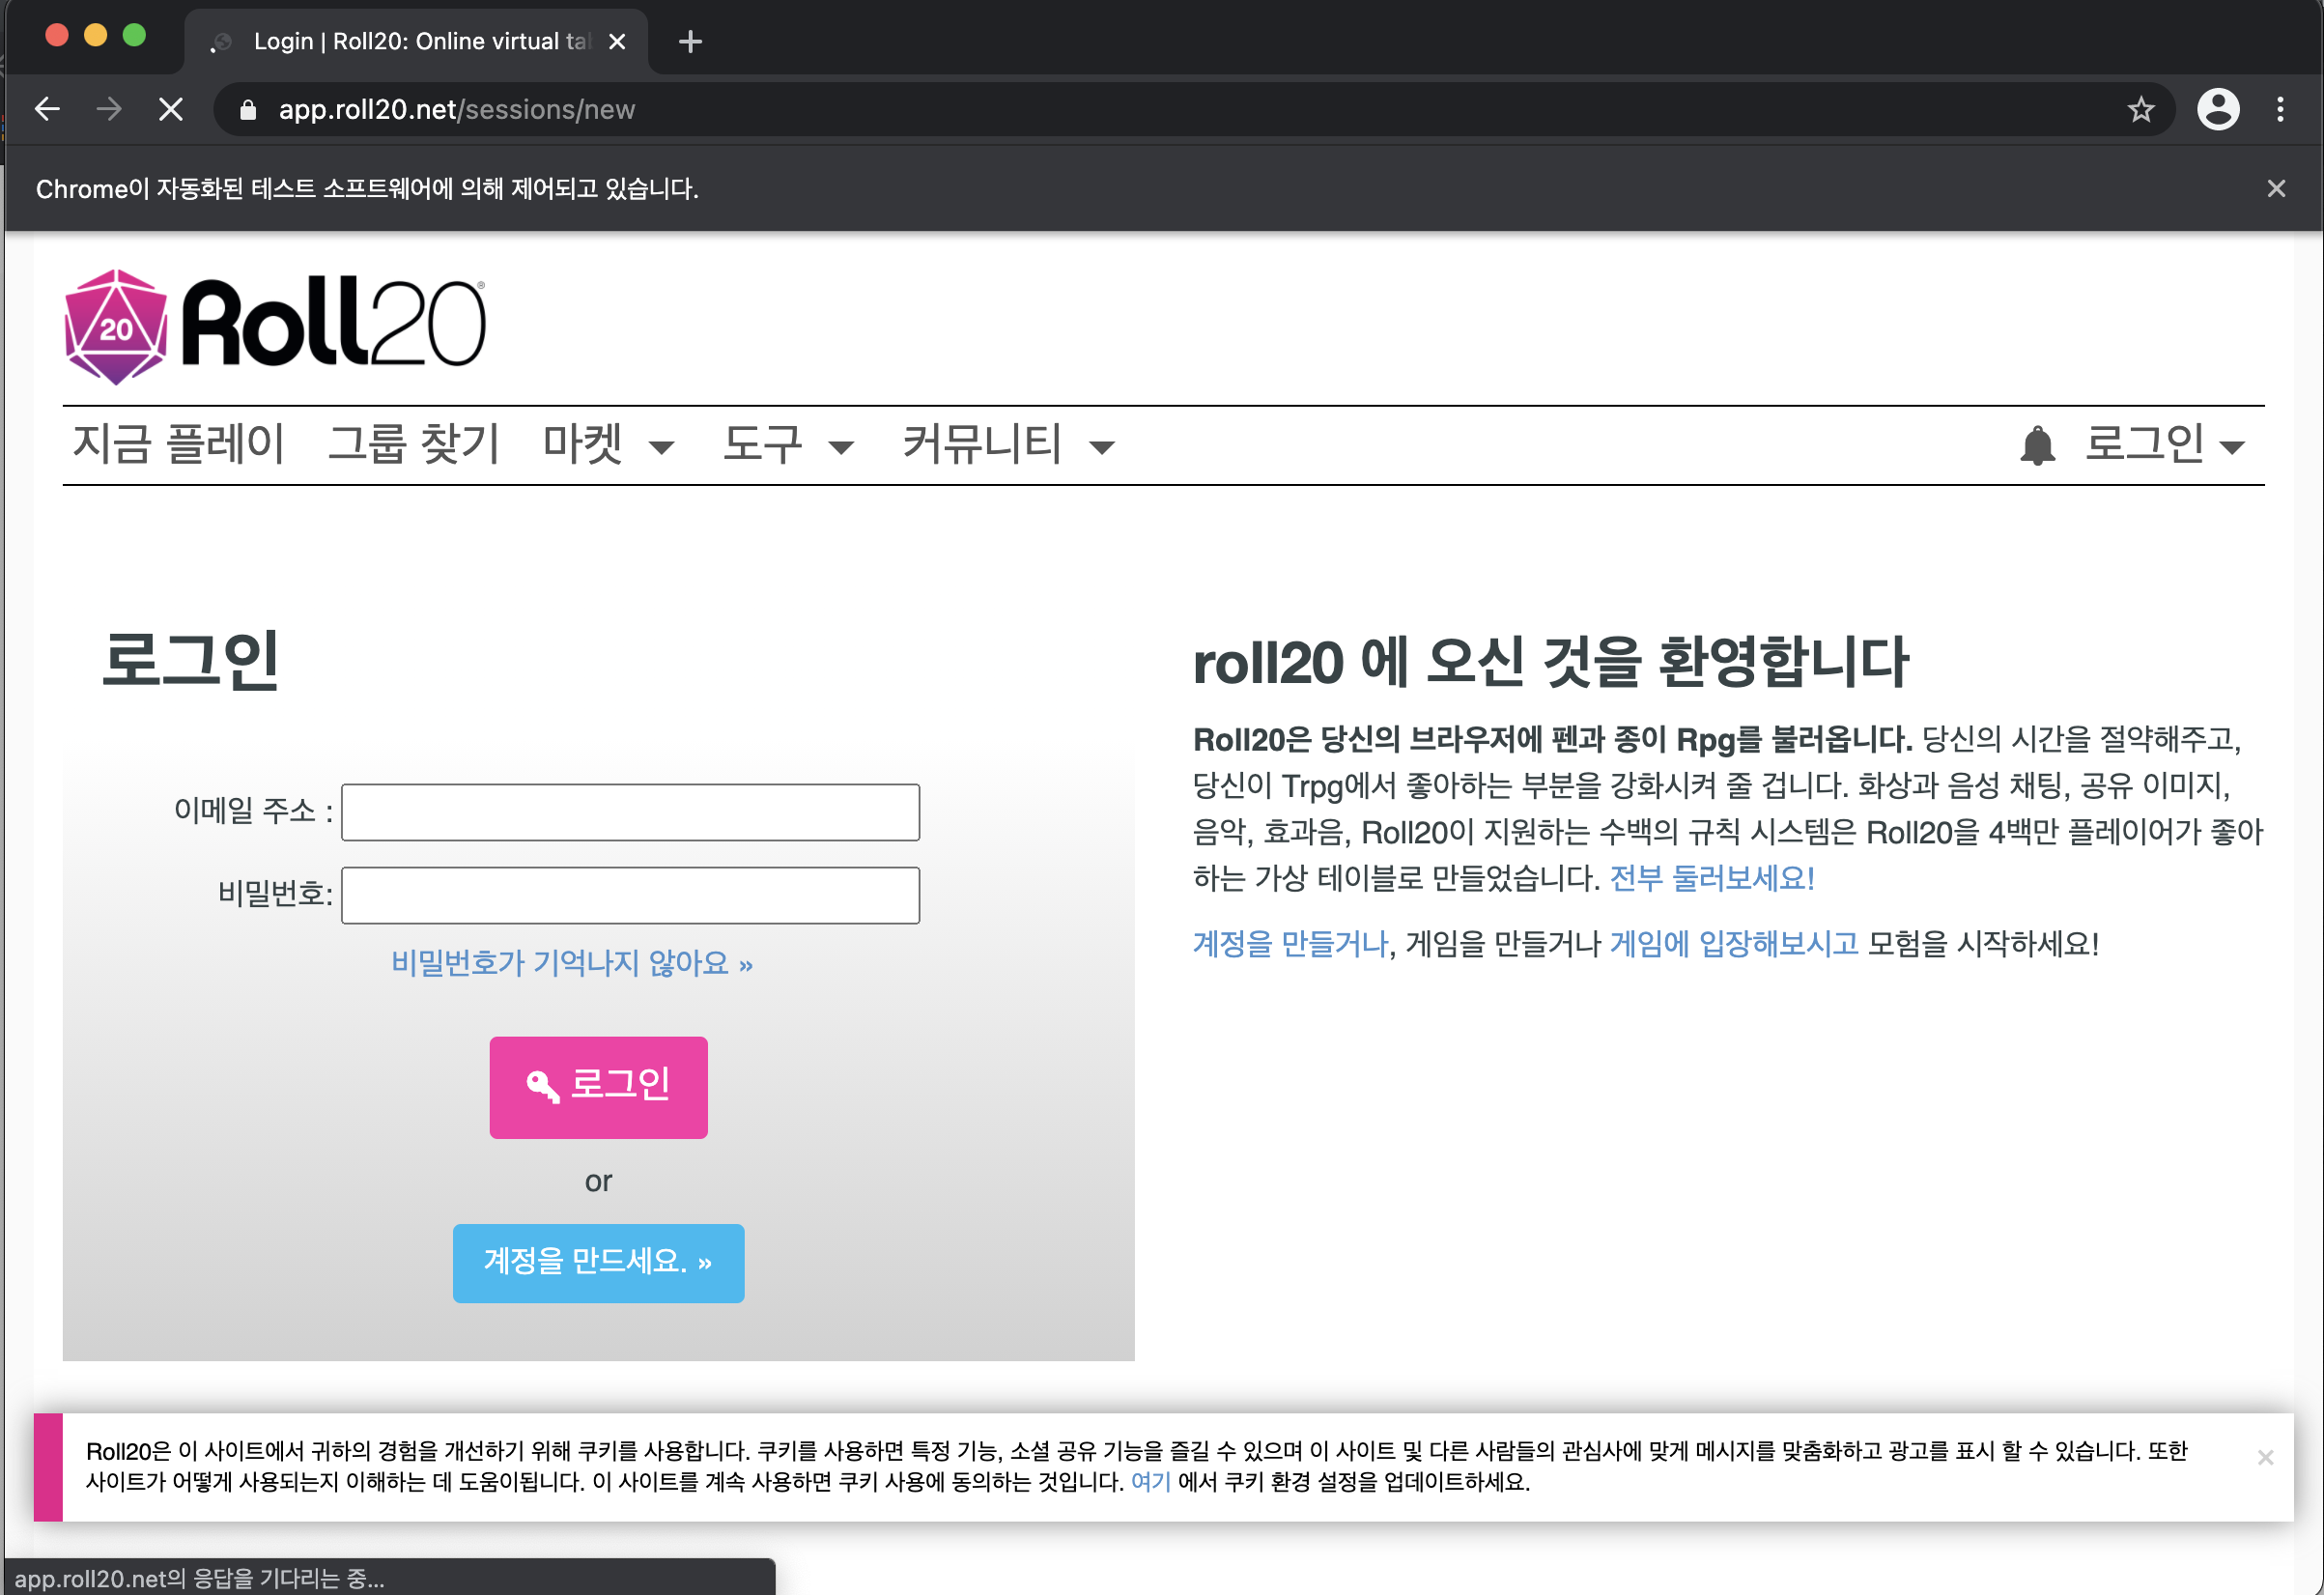 Login | Roll20: Online virtual
app.roll20.net/sessions/new
Chrome이 자동화된 테스트 소프트웨어에 의해 제어되고 있습니다.
20 Roll20®
지금 플레이 그룹 찾기 마켓 도구 커뮤니티 로그인
로그인
이메일 주소 :
비밀번호:
비밀번호가 기억나지 않아요 »
로그인
or
계정을 만드세요. »
roll20 에 오신 것을 환영합니다
Roll20은 당신의 브라우저에 펜과 종이 Rpg를 불러옵니다. 당신의 시간을 절약해주고,
당신이 Trpg에서 좋아하는 부분을 강화시켜 줄 겁니다. 화상과 음성 채팅, 공유 이미지,
음악, 효과음, Roll20이 지원하는 수백의 규칙 시스템은 Roll20을 4백만 플레이어가 좋아
하는 가상 테이블로 만들었습니다. 전부 둘러보세요!
계정을 만들거나, 게임을 만들거나 게임에 입장해보시고 모험을 시작하세요!
Roll20은 이 사이트에서 귀하의 경험을 개선하기 위해 쿠키를 사용합니다. 쿠키를 사용하면 특정 기능, 소셜 공유 기능을 즐길 수 있으며 이 사이트 및 다른 사람들의 관심사에 맞게 메시지를 맞춤화하고 광고를 표시 할 수 있습니다. 또한
사이트가 어떻게 사용되는지 이해하는 데 도움이됩니다. 이 사이트를 계속 사용하면 쿠키 사용에 동의하는 것입니다. 여기 에서 쿠키 환경 설정을 업데이트하세요.
app.roll20.net의 응답을 기다리는 중...